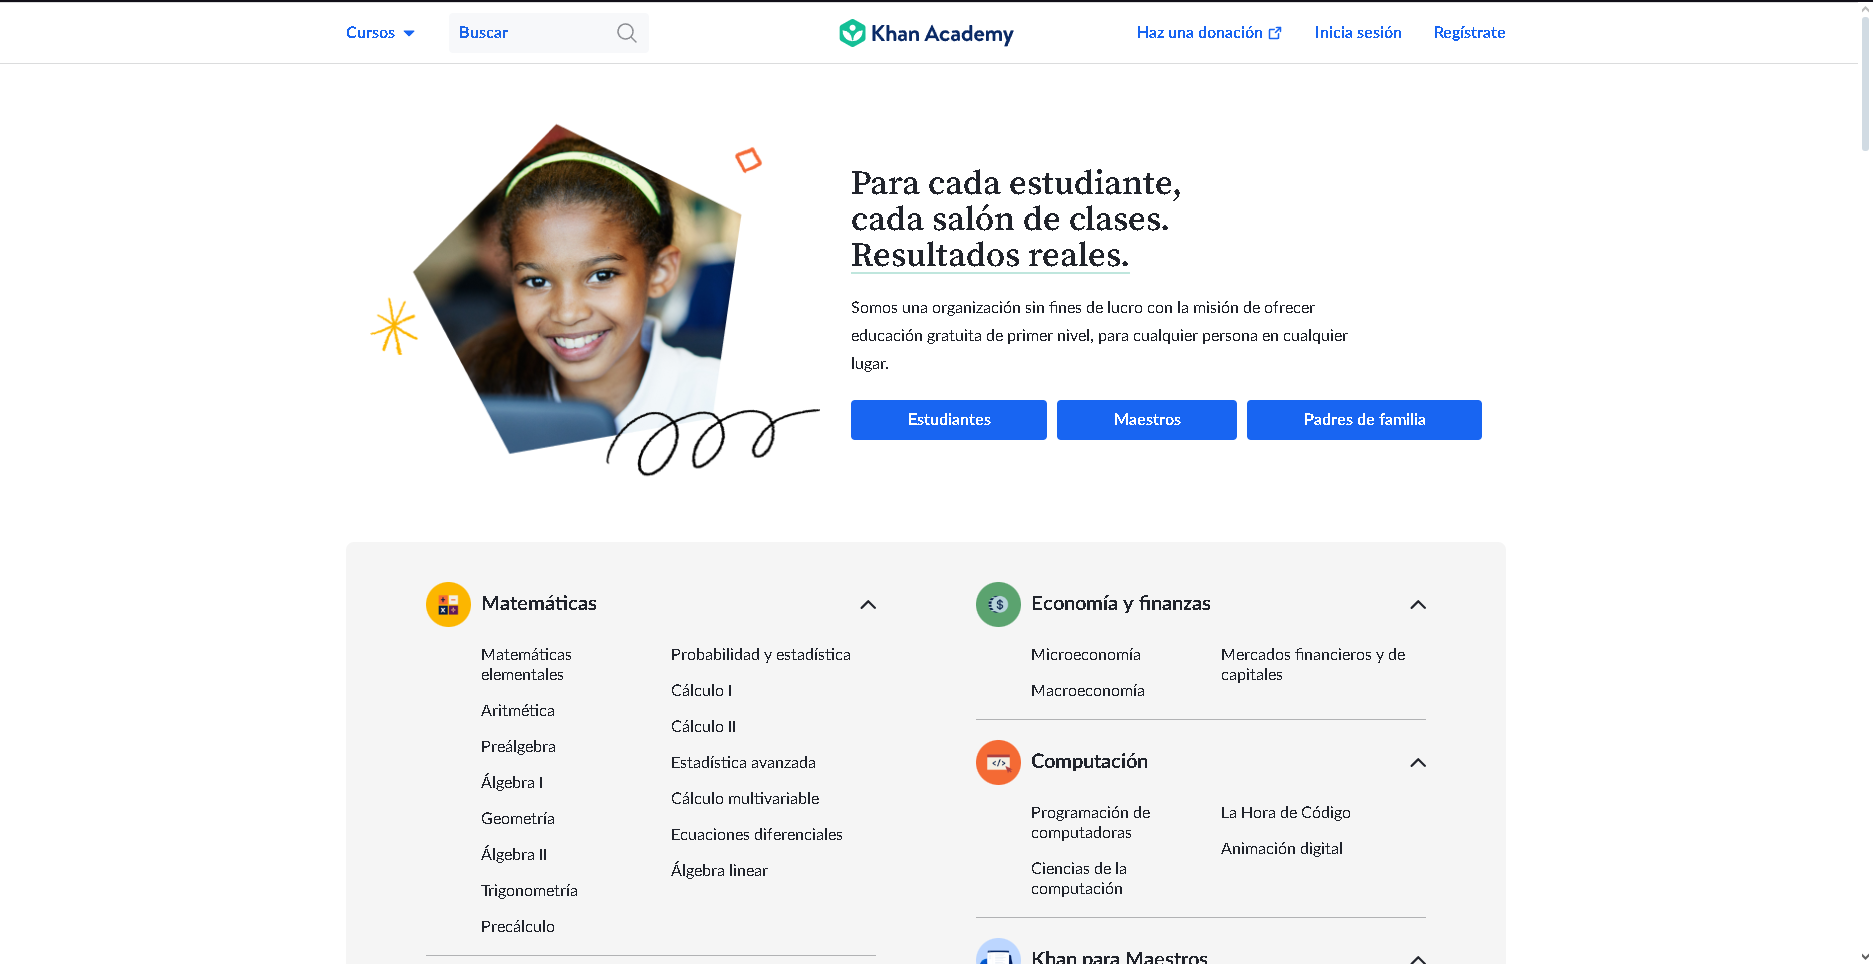 Cursos
Buscar
Khan Academy
Haz una donación
Inicia sesión
Regístrate
Para cada estudiante,
cada salón de clases.
Resultados reales.
Somos una organización sin fines de lucro con la misión de ofrecer
educación gratuita de primer nivel, para cualquier persona en cualquier
lugar.
Estudiantes
Maestros
Padres de familia
Matemáticas
Matemáticas
elementales
Aritmética
Preálgebra
Álgebra I
Geometría
Álgebra II
Trigonometría
Precálculo
Probabilidad y estadística
Cálculo I
Cálculo II
Estadística avanzada
Cálculo multivariable
Ecuaciones diferenciales
Álgebra linear
Economía y finanzas
Microeconomía
Macroeconomía
Mercados financieros y de
capitales
Computación
Programación de
computadoras
Ciencias de la
computación
La Hora de Código
Animación digital
Khan para Maestros